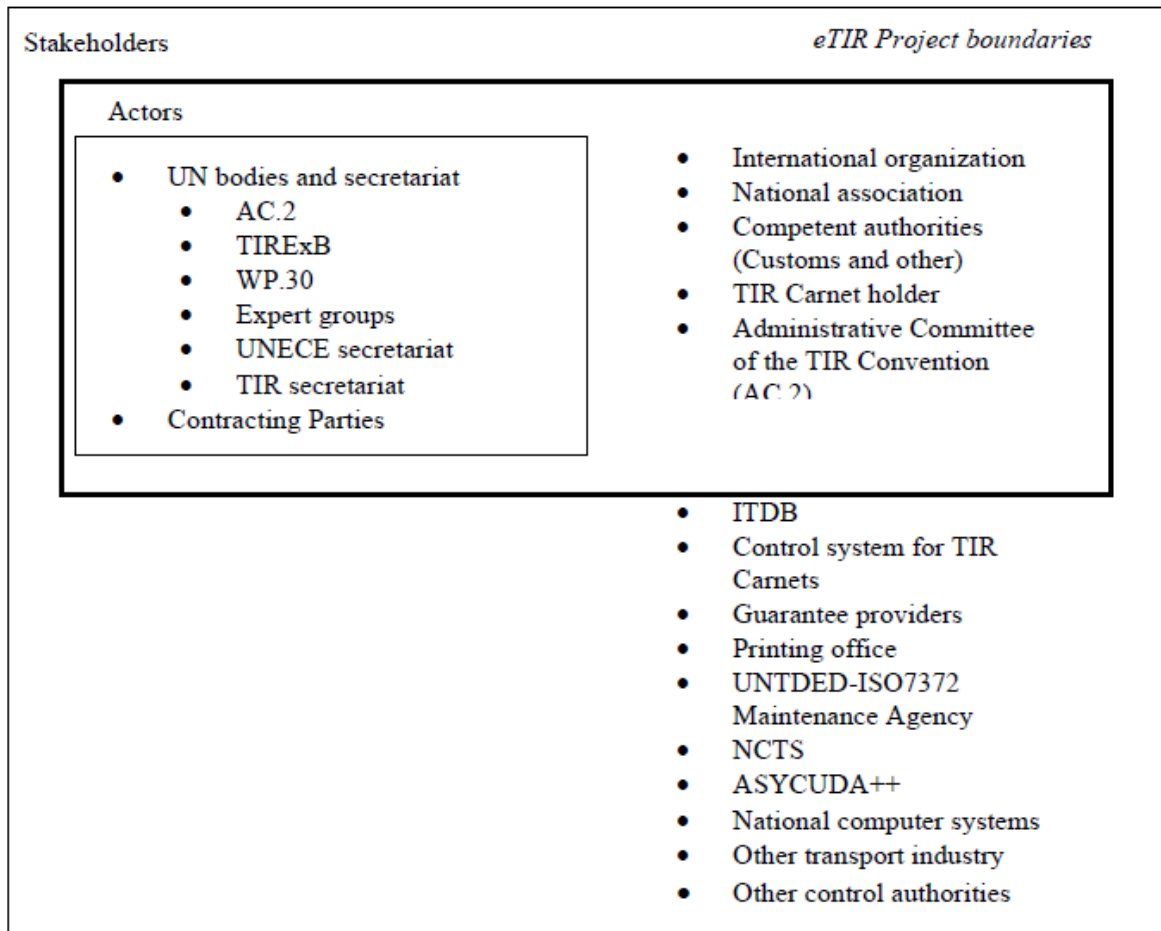 Stakeholders
eTIR Project boundaries
Actors
• UN bodies and secretariat
• AC.2
• TIRExB
• WP.30
• Expert groups
• UNECE secretariat
• TIR secretariat
• Contracting Parties
• International organization
• National association
• Competent authorities
(Customs and other)
• TIR Carnet holder
• Administrative Committee
of the TIR Convention
(AC.2)
• ITDB
• Control system for TIR
Carnets
• Guarantee providers
• Printing office
• UNTDED-ISO7372
Maintenance Agency
• NCTS
• ASYCUDA++
• National computer systems
• Other transport industry
• Other control authorities